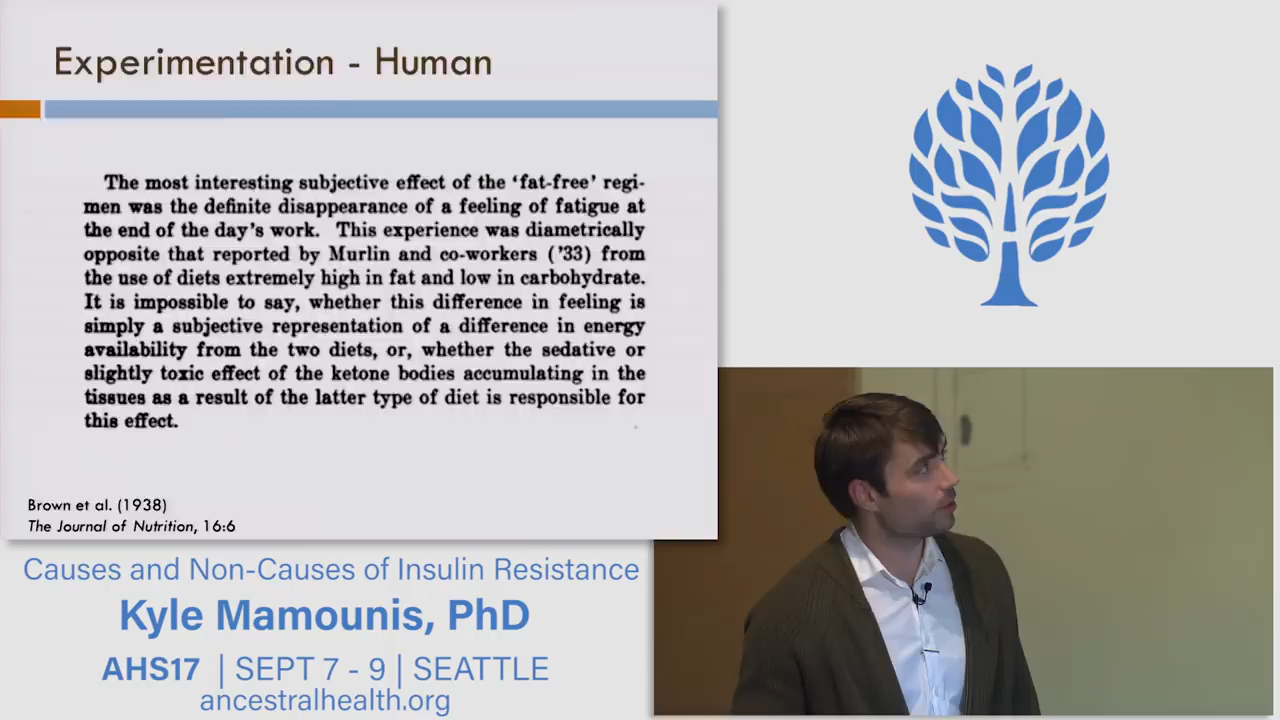 Experimentation - Human
The most interesting subjective effect of the 'fat-free' regi-
men was the definite disappearance of a feeling of fatigue at
the end of the day's work. This experience was diametrically
opposite that reported by Murlin and co-workers ('33) from
the use of diets extremely high in fat and low in carbohydrate.
It is impossible to say, whether this difference in feeling is
simply a subjective representation of a difference in energy
availability from the two diets, or, whether the sedative or
slightly toxic effect of the ketone bodies accumulating in the
tissues as a result of the latter type of diet is responsible for
this effect.
Brown et al. (1938)
The Journal of Nutrition, 16:6
Causes and Non-Causes of Insulin Resistance
Kyle Mamounis, PhD
AHS17 | SEPT 7 - 9 | SEATTLE
ancestralhealth.org